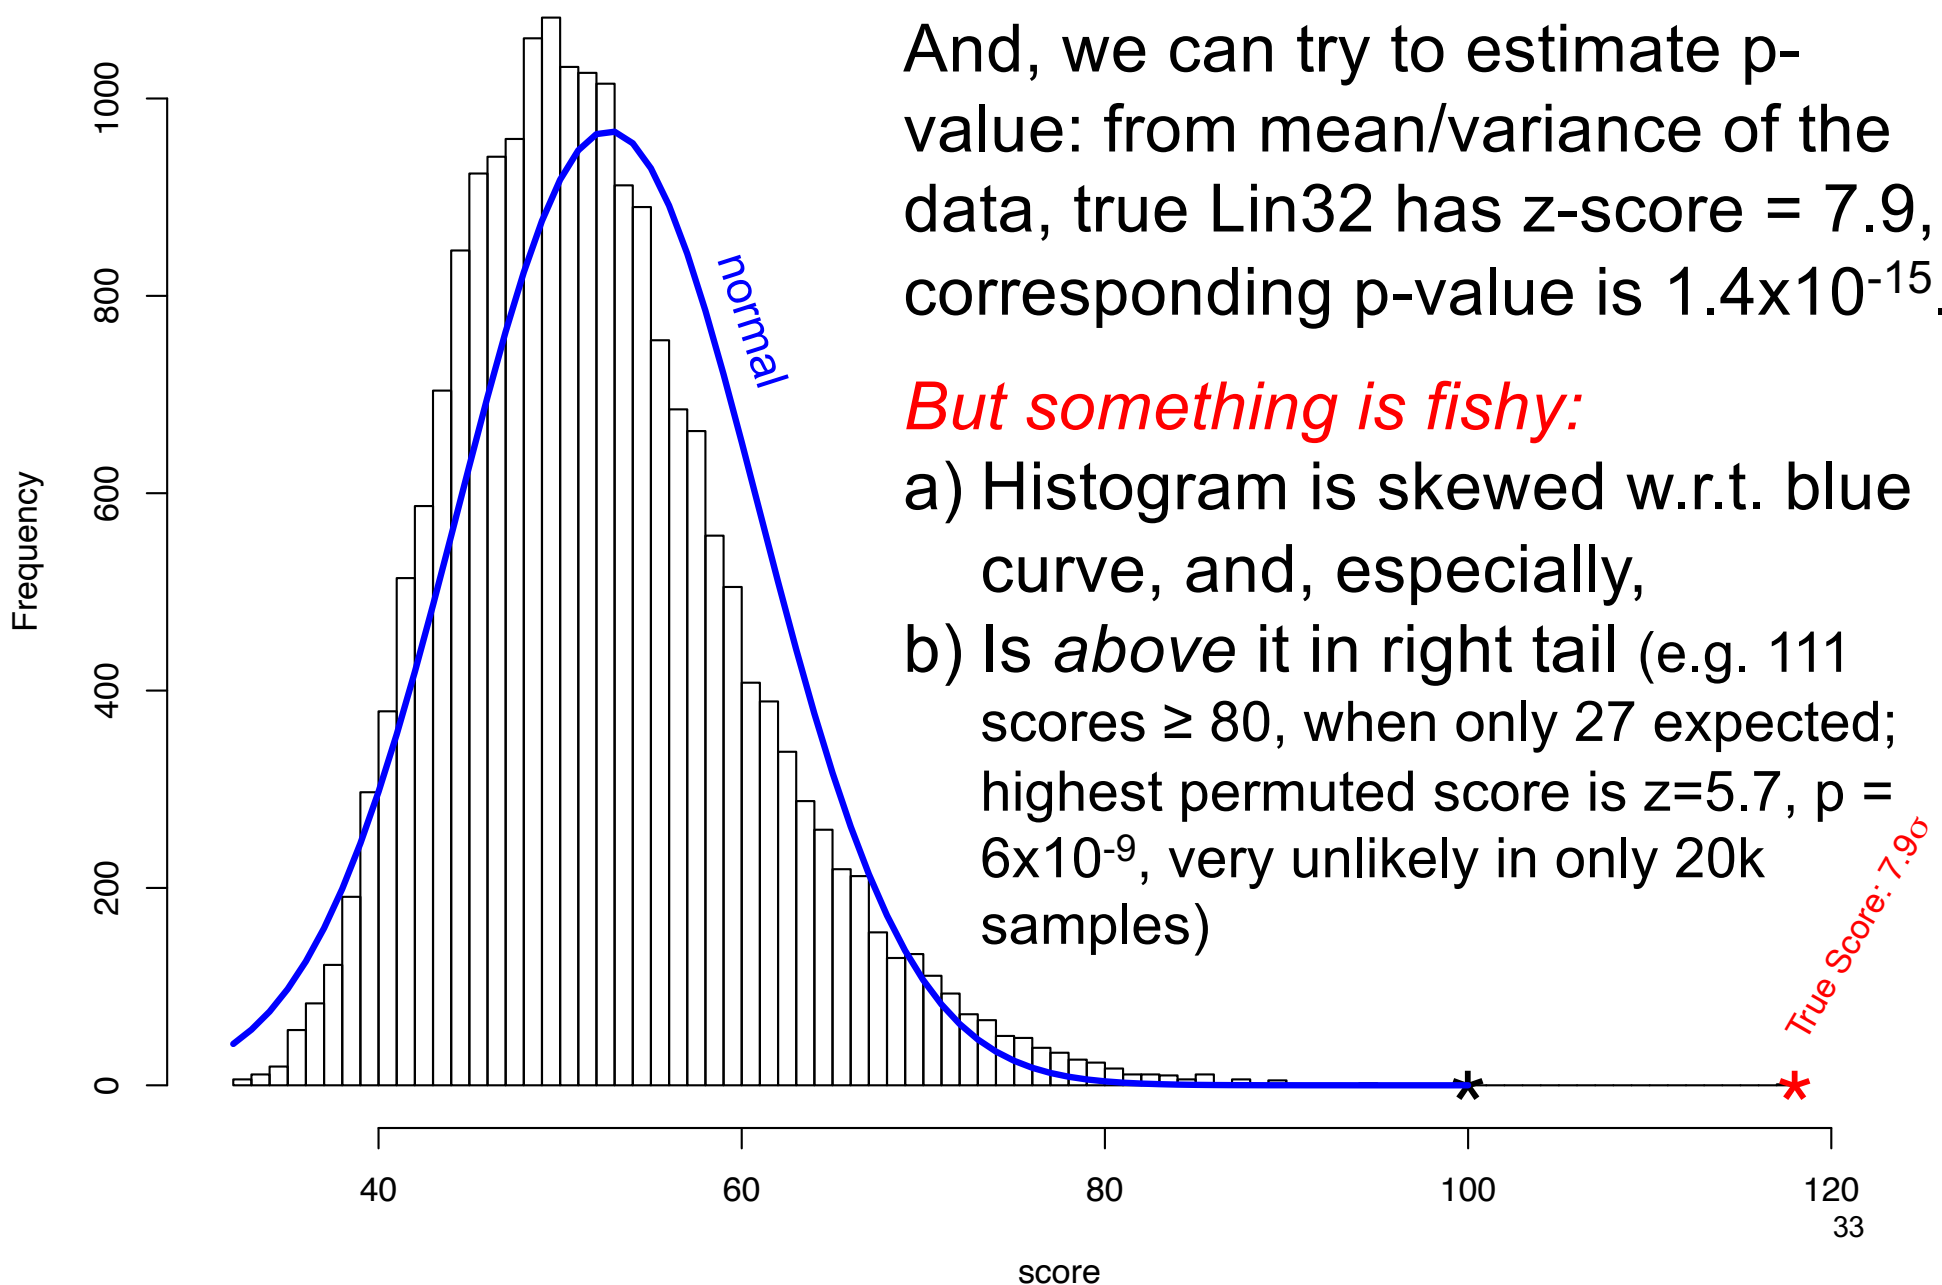 And, we can try to estimate p-
value: from mean/variance of the
data, true Lin32 has z-score = 7.9,
corresponding p-value is 1.4x10⁻¹⁵.
But something is fishy:
a) Histogram is skewed w.r.t. blue
curve, and, especially,
b) Is above it in right tail (e.g. 111
scores ≥ 80, when only 27 expected;
highest permuted score is z=5.7, p =
6x10⁻⁹, very unlikely in only 20k
samples)
normal
True Score: 7.9σ
*
*
Frequency
0
200
400
600
800
1000
40
60
80
100
120
score
33